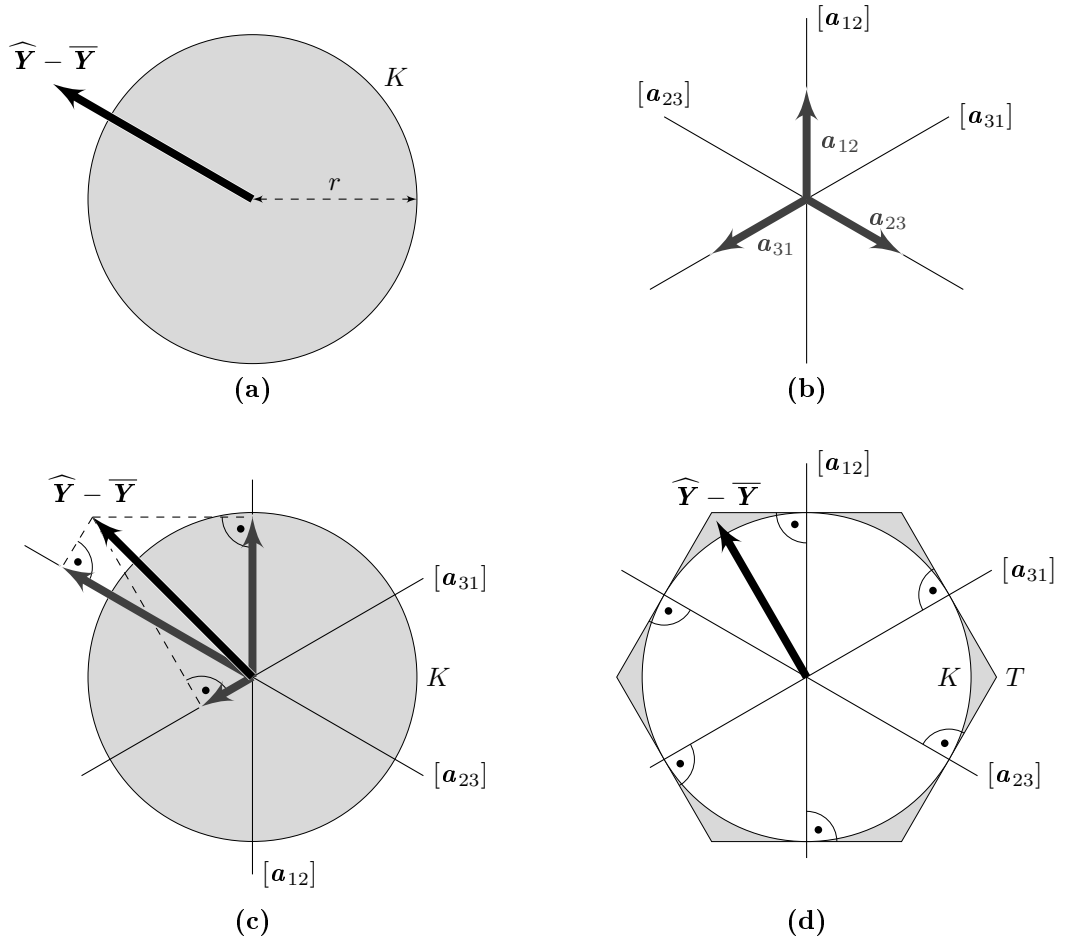 [𝒂₁₂]
Ŷ − Y̅
K
[𝒂₂₃]
[𝒂₃₁]
𝒂₁₂
r
𝒂₂₃
𝒂₃₁
(a)
(b)
[𝒂₁₂]
Ŷ − Y̅
Ŷ − Y̅
[𝒂₃₁]
[𝒂₃₁]
K
K
T
[𝒂₂₃]
[𝒂₂₃]
[𝒂₁₂]
(c)
(d)